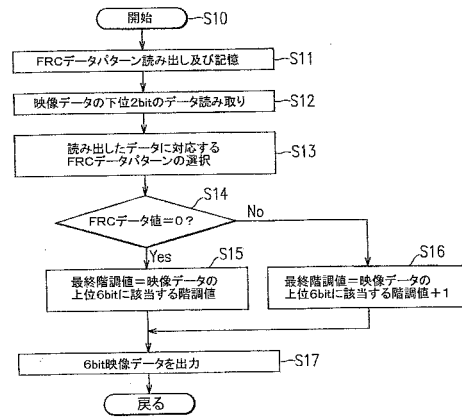 開始
S10
FRCデータパターン読み出し及び記憶
S11
映像データの下位2bitのデータ読み取り
S12
読み出したデータに対応する
FRCデータパターンの選択
S13
S14
FRCデータ値=0?
No
Yes
S15
最終階調値=映像データの
上位6bitに該当する階調値
S16
最終階調値=映像データの
上位6bitに該当する階調値+1
6bit映像データを出力
S17
戻る